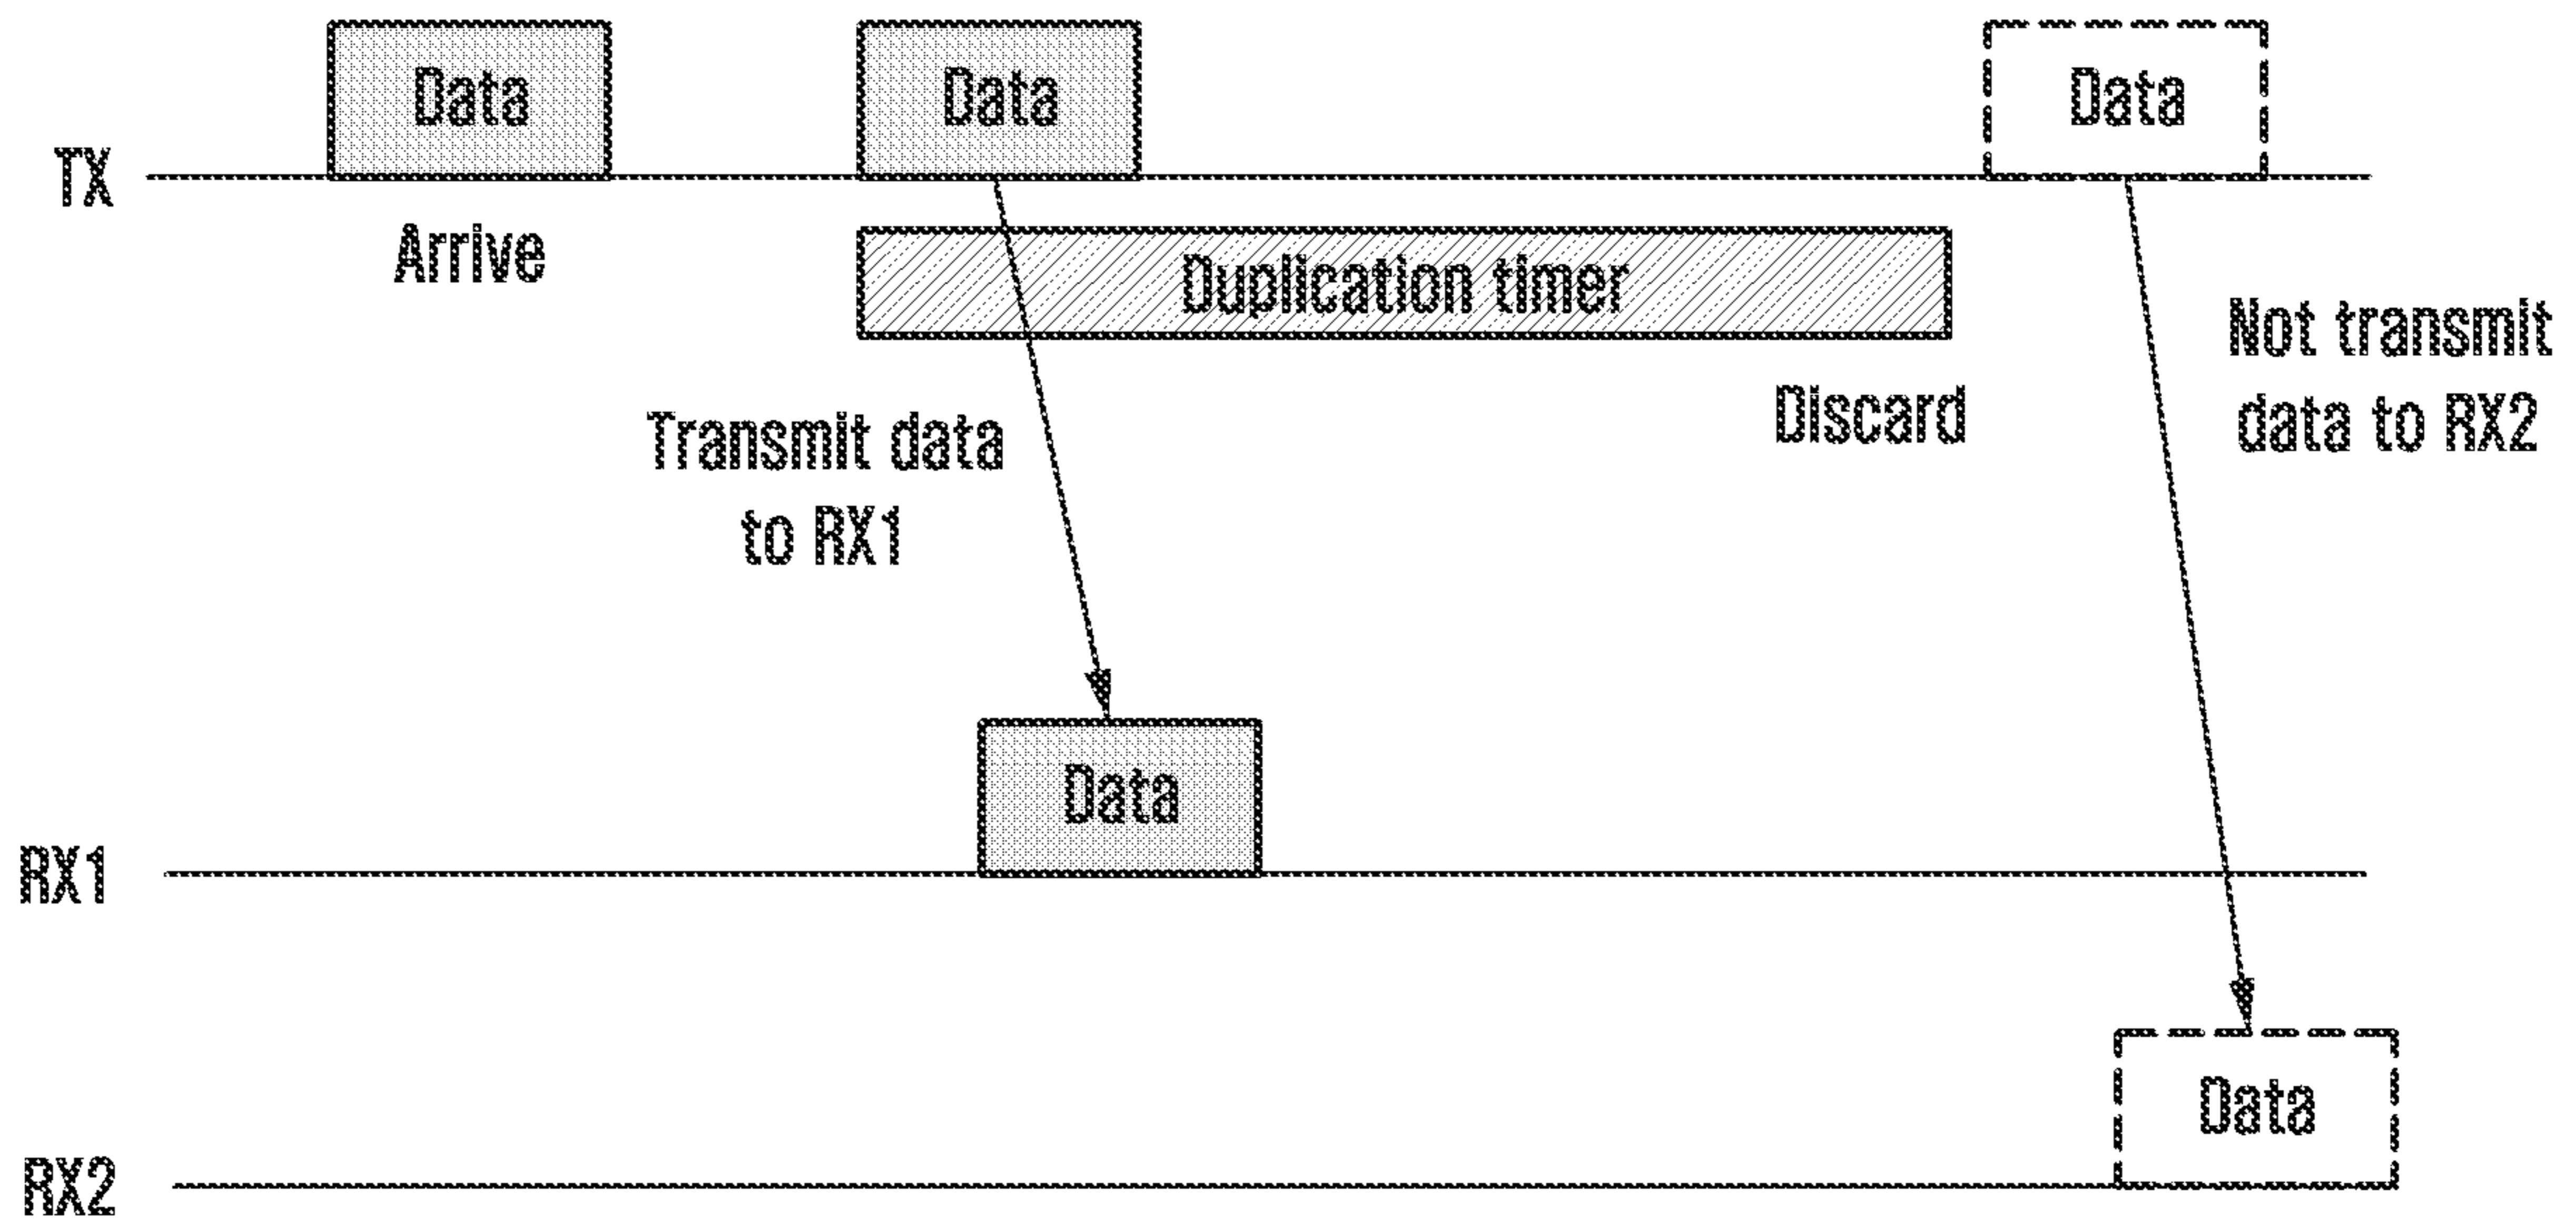 Data
Data
Data
TX
Arrive
Duplication timer
Not transmit
data to RX2
Discard
Transmit data
to RX1
Data
RX1
Data
RX2